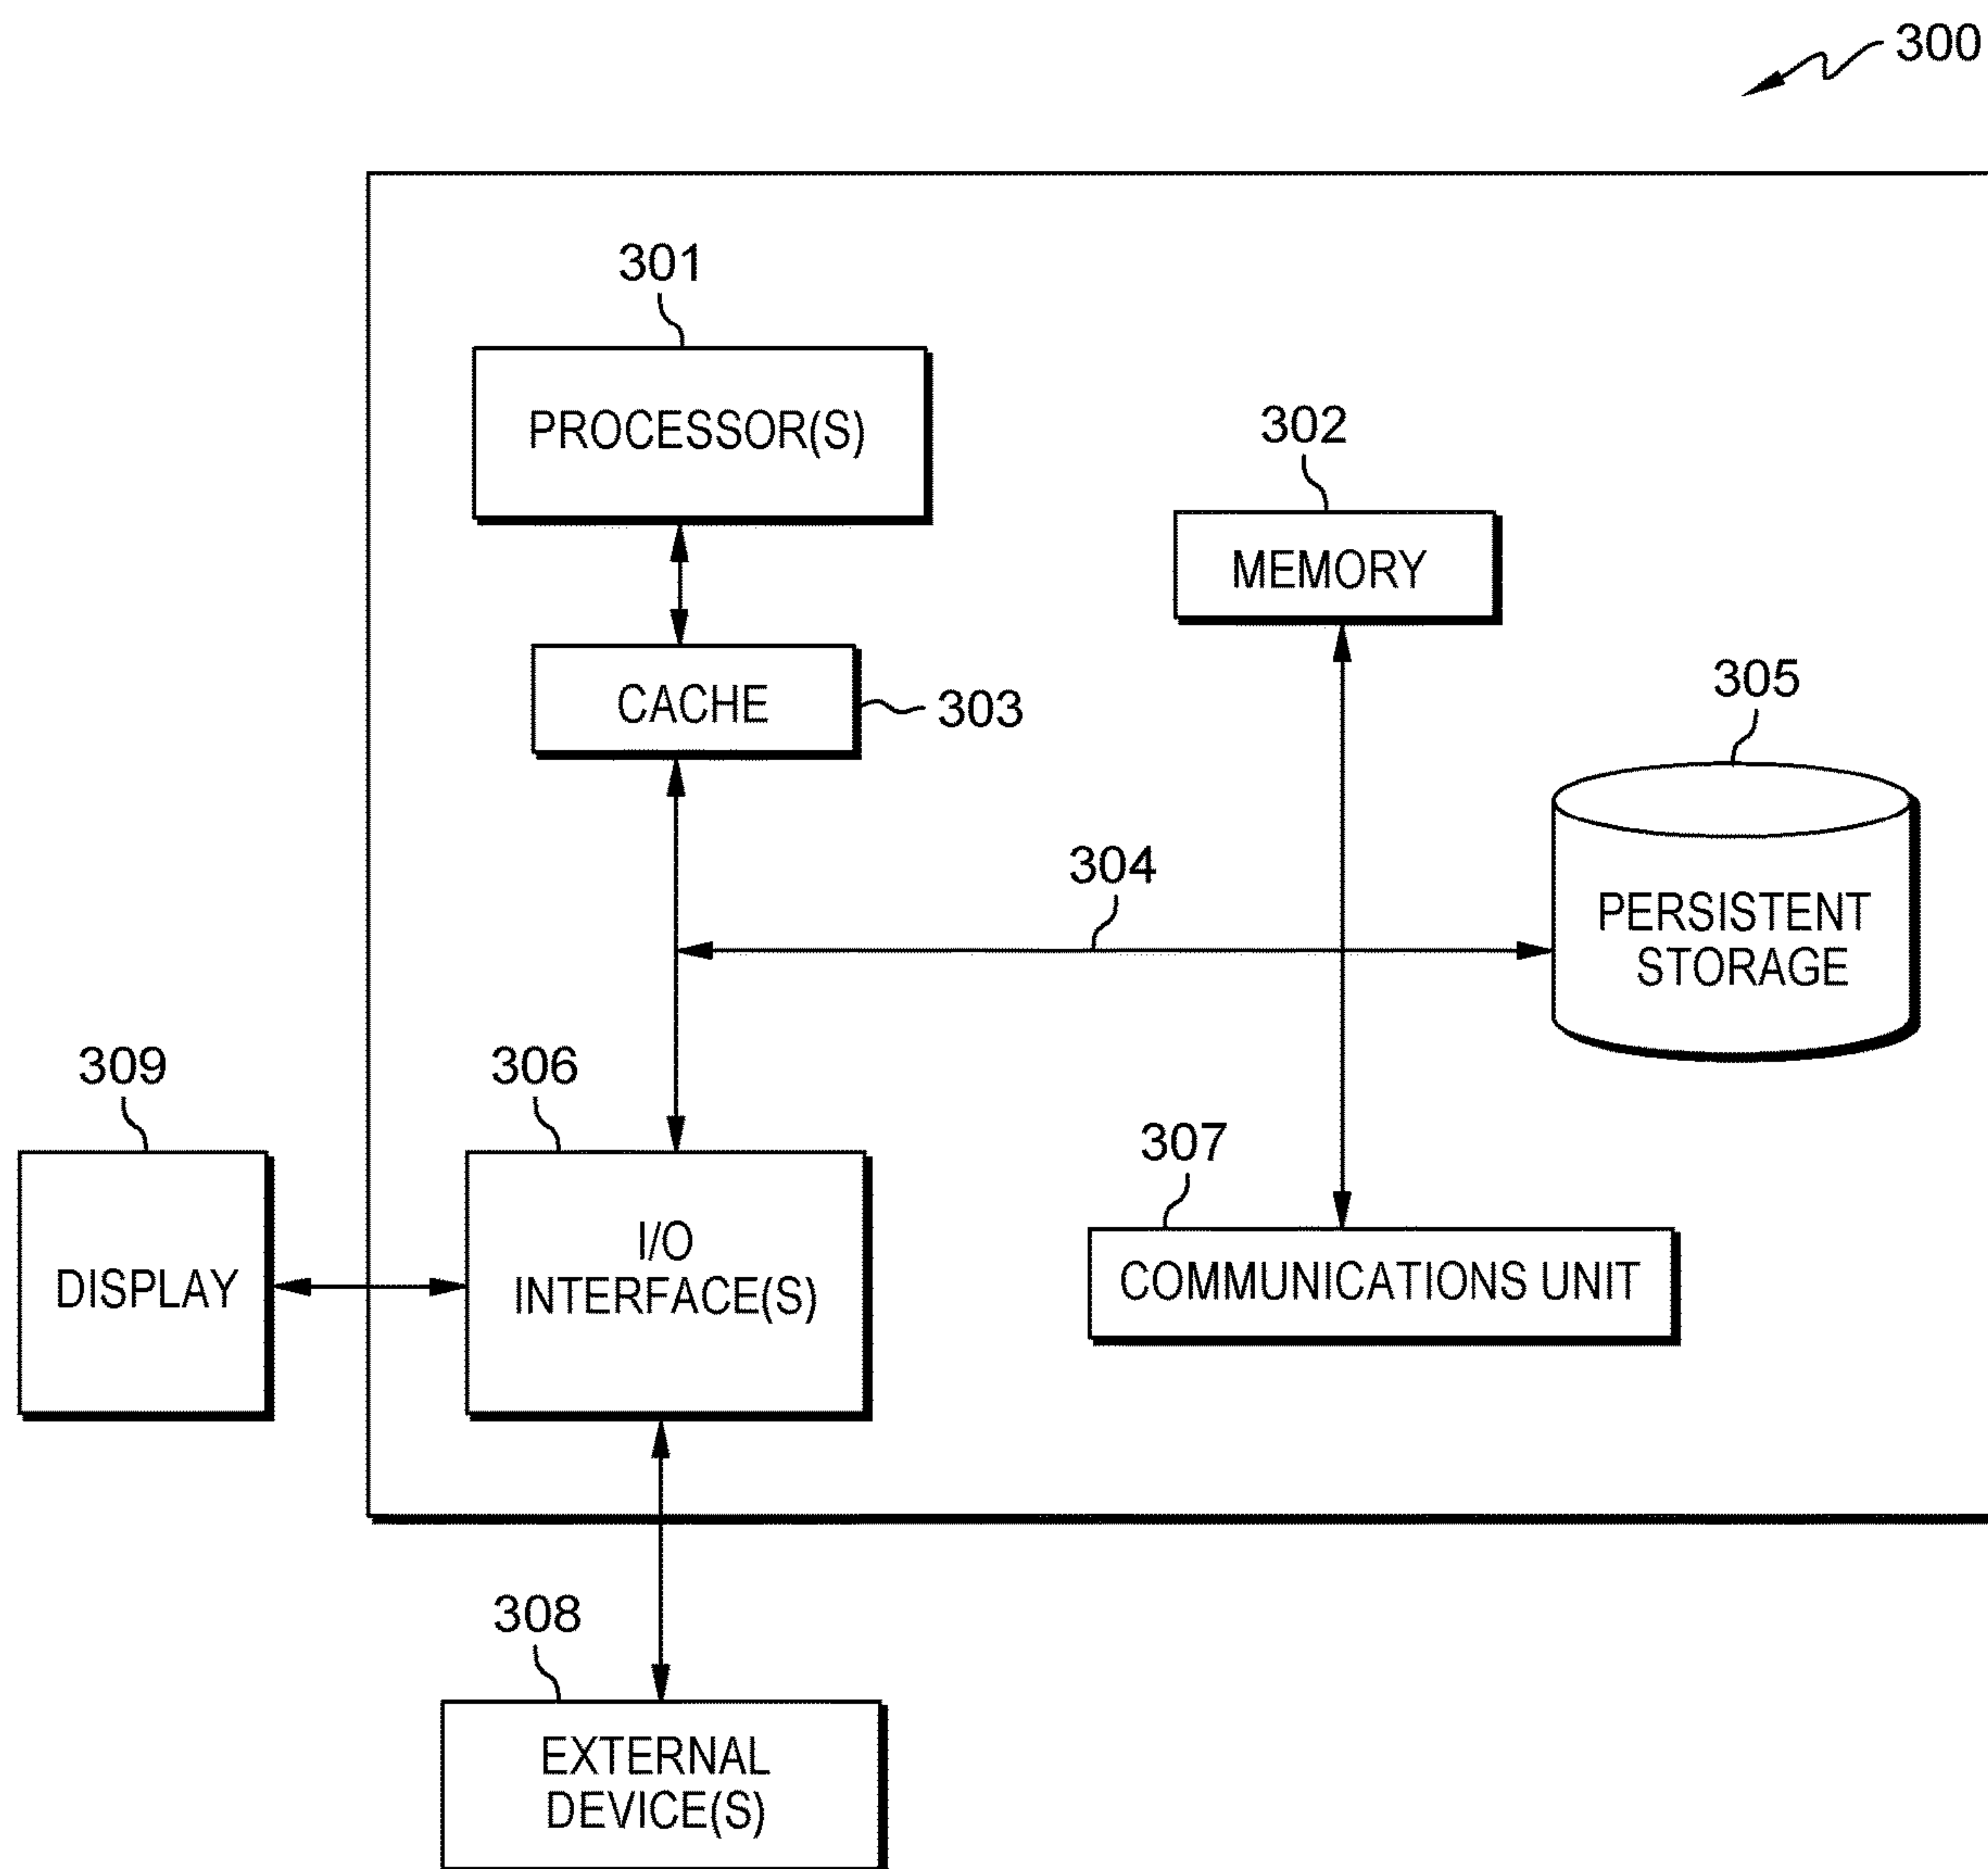 300
301
PROCESSOR(S)
302
MEMORY
CACHE
303
305
304
PERSISTENT
STORAGE
309
306
307
I/O
INTERFACE(S)
DISPLAY
COMMUNICATIONS UNIT
308
EXTERNAL
DEVICE(S)